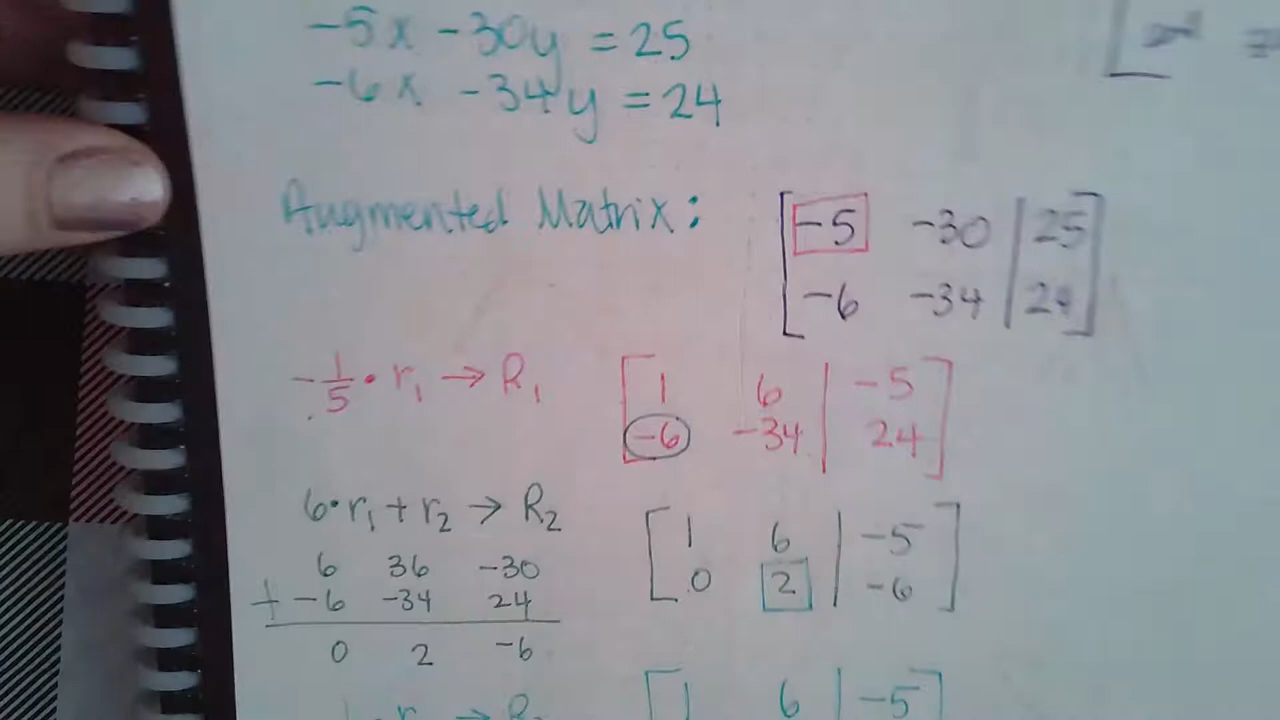 -5x -30y = 25
-6x -34y = 24
Augmented Matrix:
-5 -30 | 25
-6 -34 | 24
-1/5 • r₁ → R₁
1 6 | -5
-6 -34 | 24
6•r₁ + r₂ → R₂
6 36 -30
+ -6 -34 24
0 2 -6
1 6 | -5
0 2 | -6
1 6 | -5